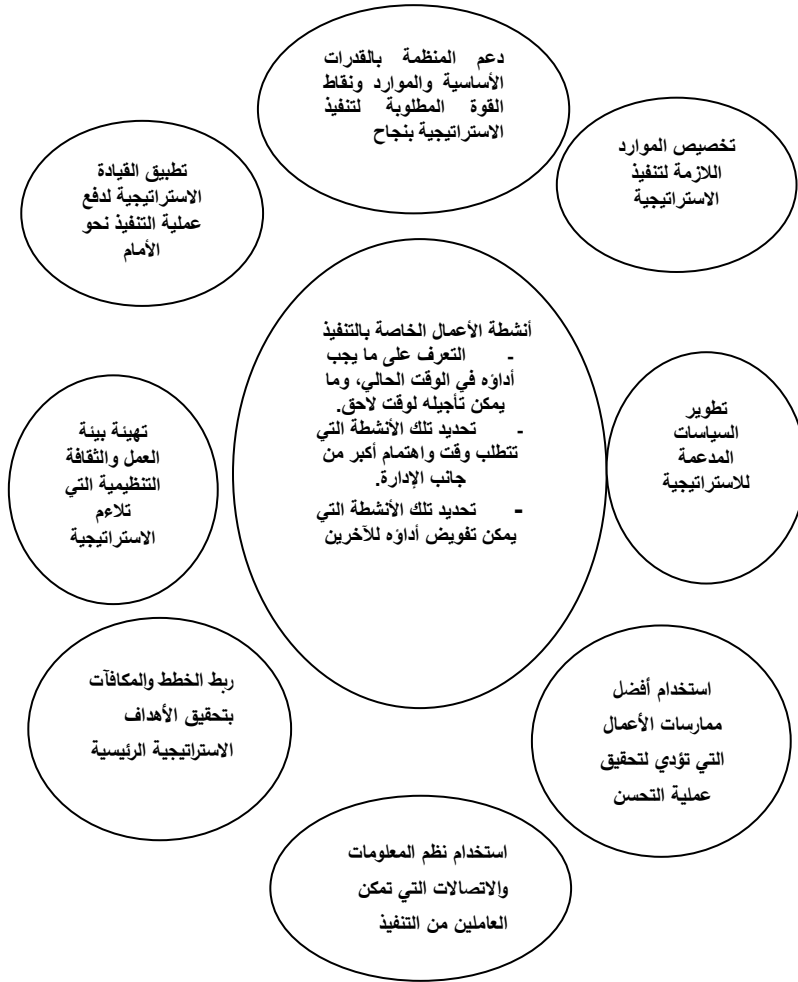 دعم المنظمة بالقدرات
الأساسية والموارد ونقاط
القوة المطلوبة لتنفيذ
الاستراتيجية بنجاح
تخصيص الموارد
اللازمة لتنفيذ
الاستراتيجية
تطبيق القيادة
الاستراتيجية لدفع
عملية التنفيذ نحو
الأمام
أنشطة الأعمال الخاصة بالتنفيذ
- التعرف على ما يجب
أداؤه في الوقت الحالي، وما
يمكن تأجيله لوقت لاحق.
- تحديد تلك الأنشطة التي
تتطلب وقت واهتمام أكبر من
جانب الإدارة.
- تحديد تلك الأنشطة التي
يمكن تفويض أداؤه للآخرين
تطوير
السياسات
المدعمة
للاستراتيجية
تهيئة بيئة
العمل والثقافة
التنظيمية التي
تلاءم
الاستراتيجية
استخدام أفضل
ممارسات الأعمال
التي تؤدي لتحقيق
عملية التحسن
ربط الخطط والمكافآت
بتحقيق الأهداف
الاستراتيجية الرئيسية
استخدام نظم المعلومات
والاتصالات التي تمكن
العاملين من التنفيذ